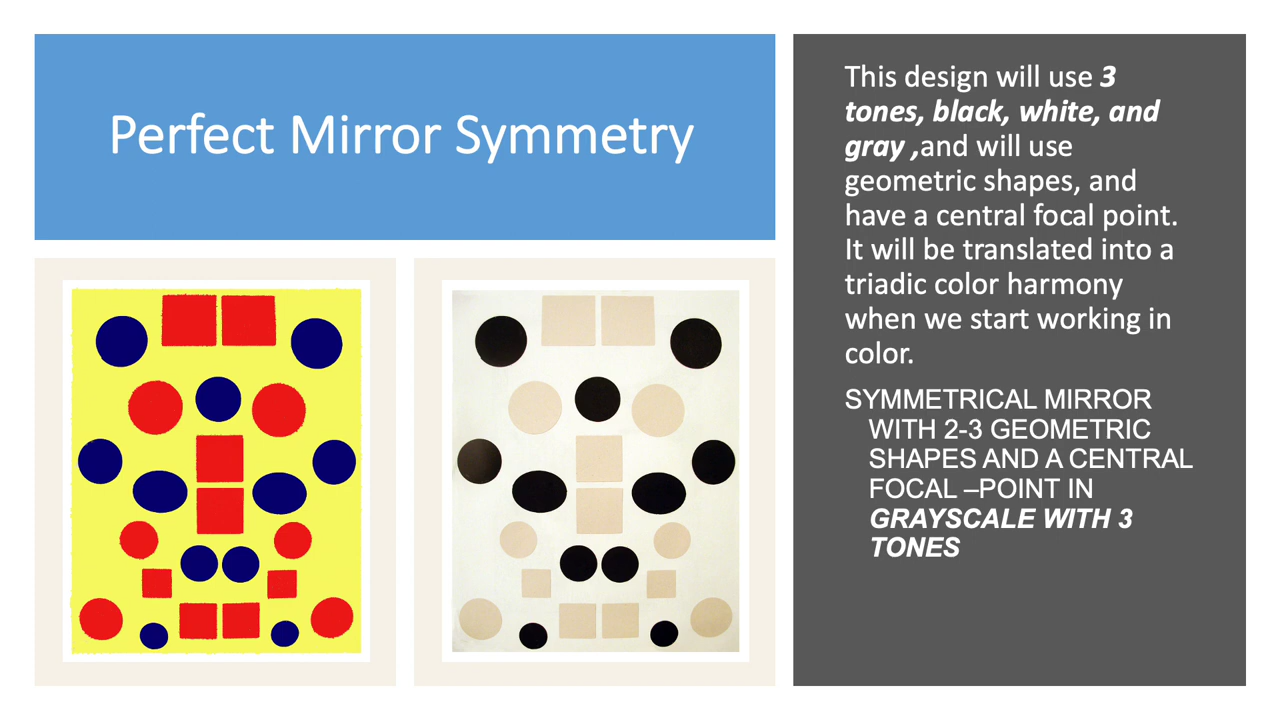 Perfect Mirror Symmetry
This design will use 3
tones, black, white, and
gray ,and will use
geometric shapes, and
have a central focal point.
It will be translated into a
triadic color harmony
when we start working in
color.
SYMMETRICAL MIRROR
WITH 2-3 GEOMETRIC
SHAPES AND A CENTRAL
FOCAL –POINT IN
GRAYSCALE WITH 3
TONES